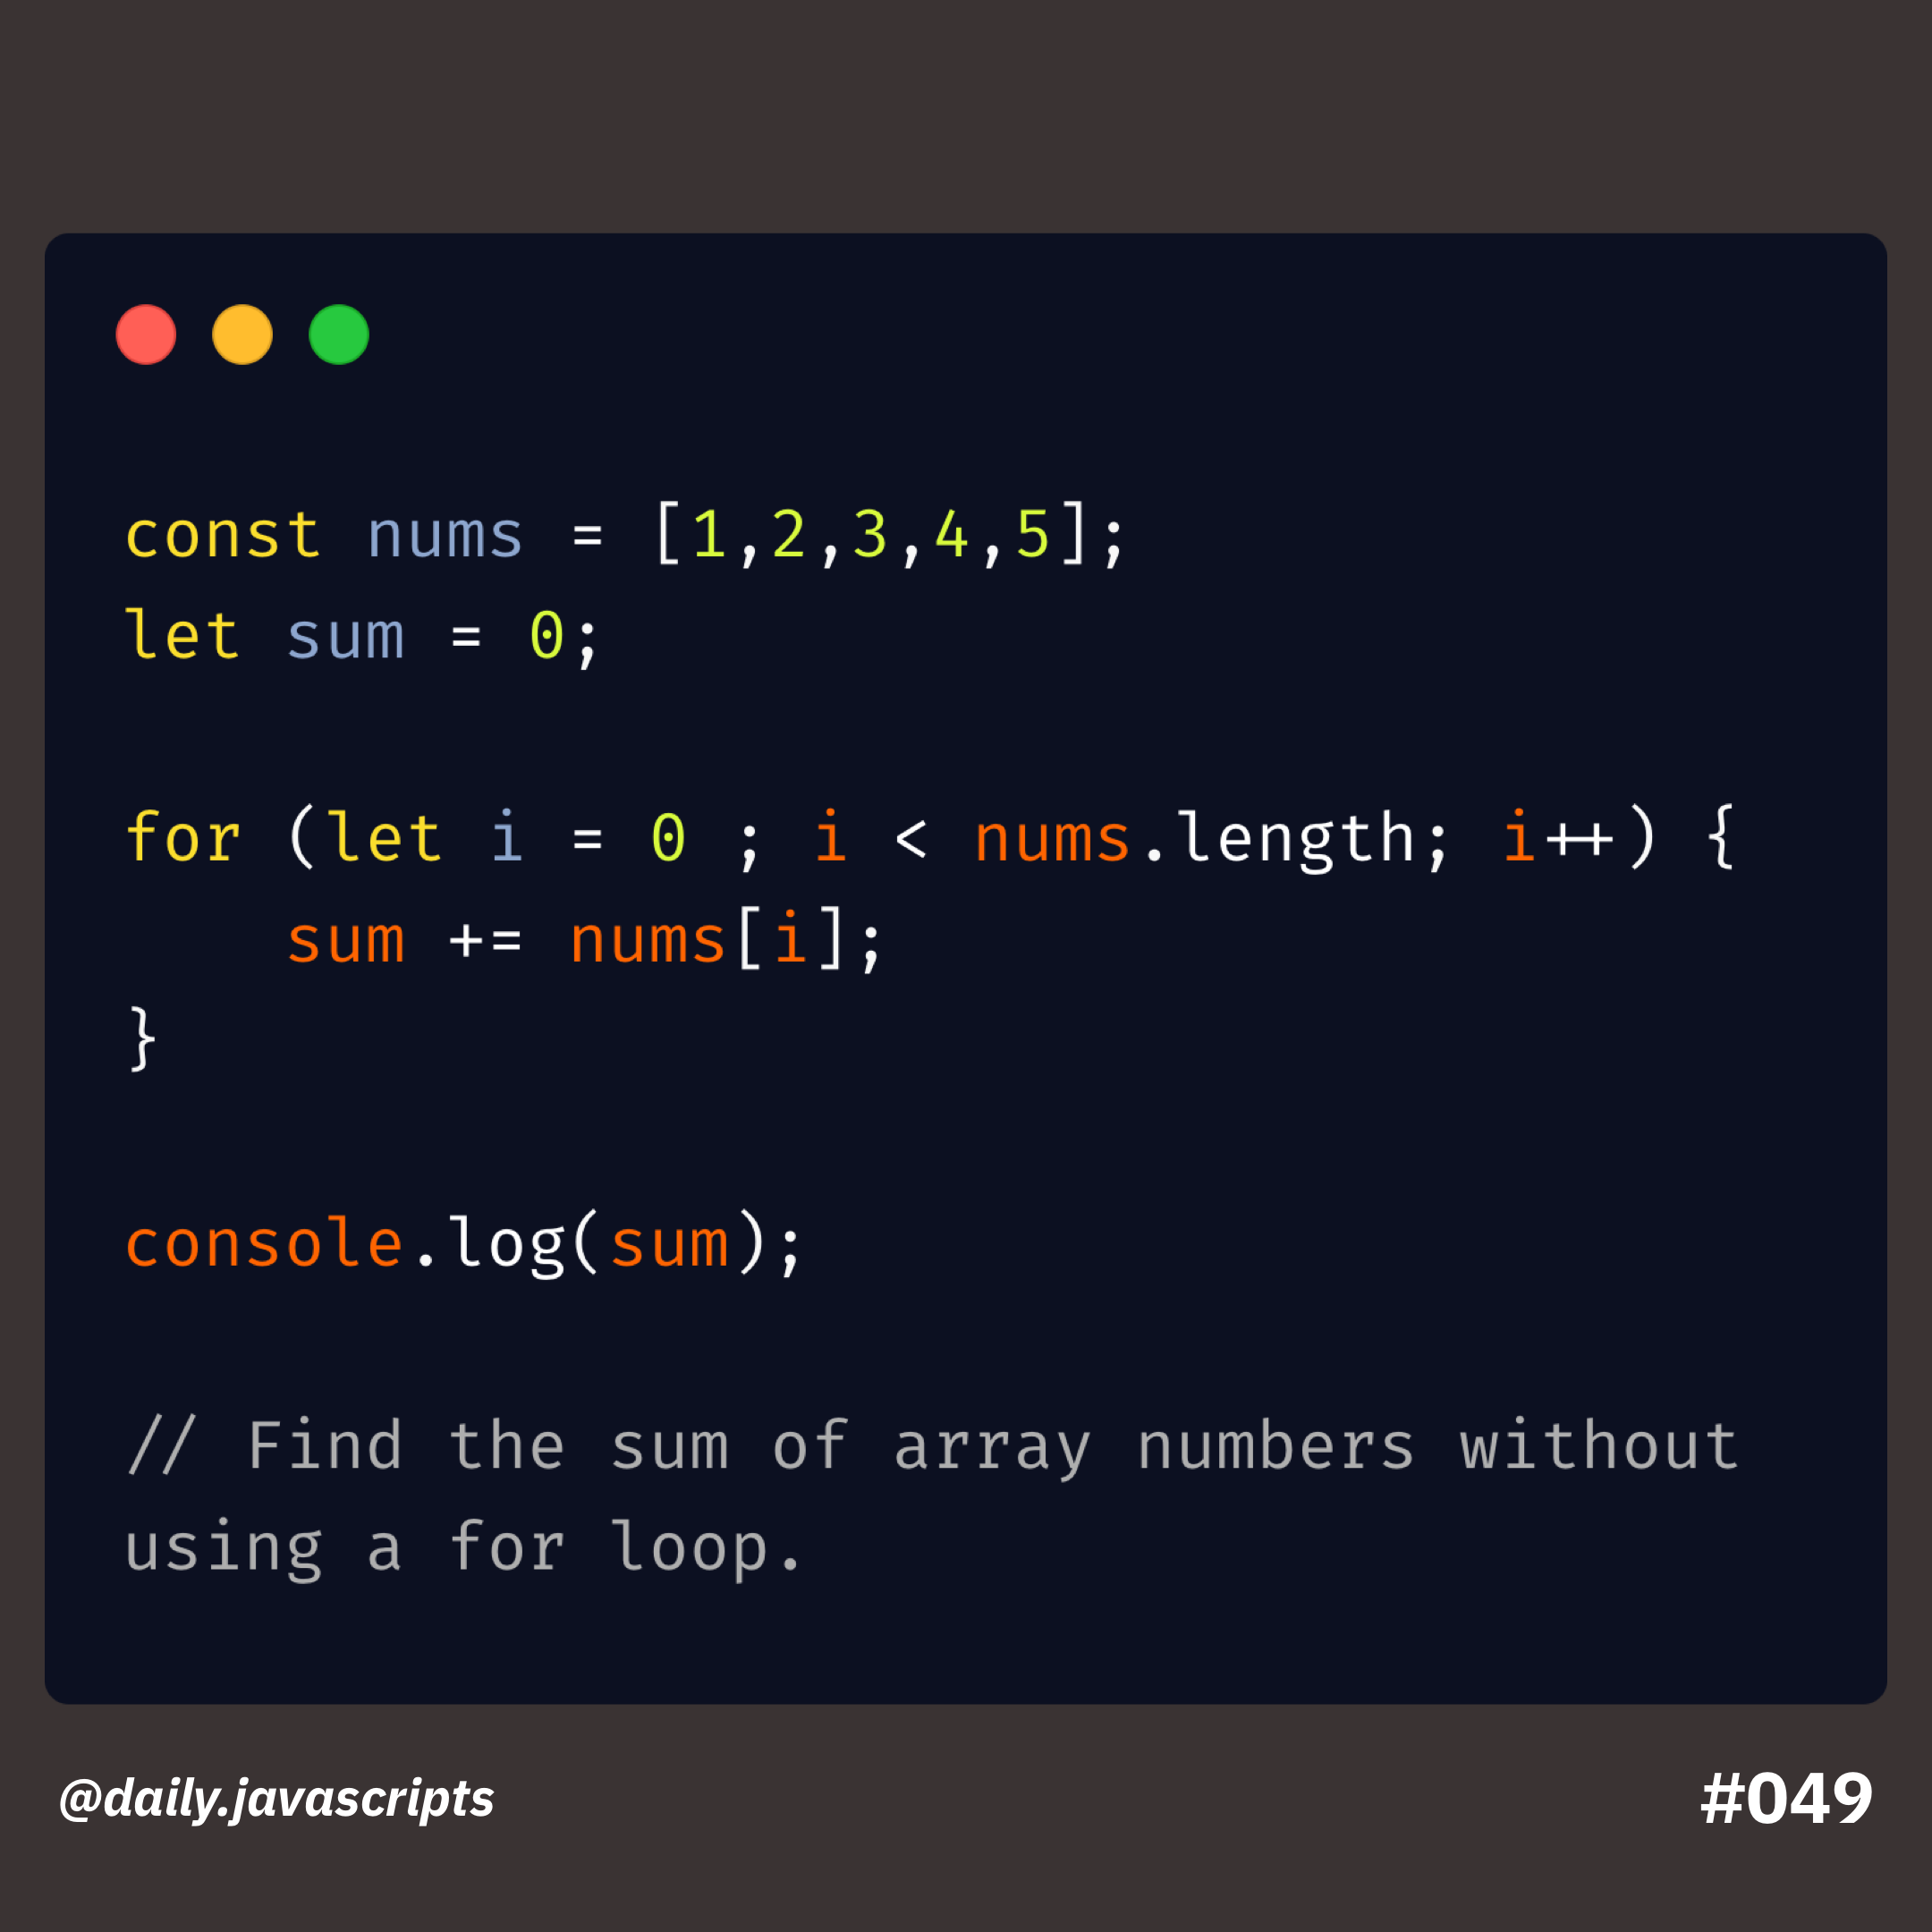 const nums = [1,2,3,4,5];
let sum = 0;
for (let i = 0 ; i < nums.length; i++) {
    sum += nums[i];
}
console.log(sum);
// Find the sum of array numbers without
using a for loop.
@daily.javascripts
#049